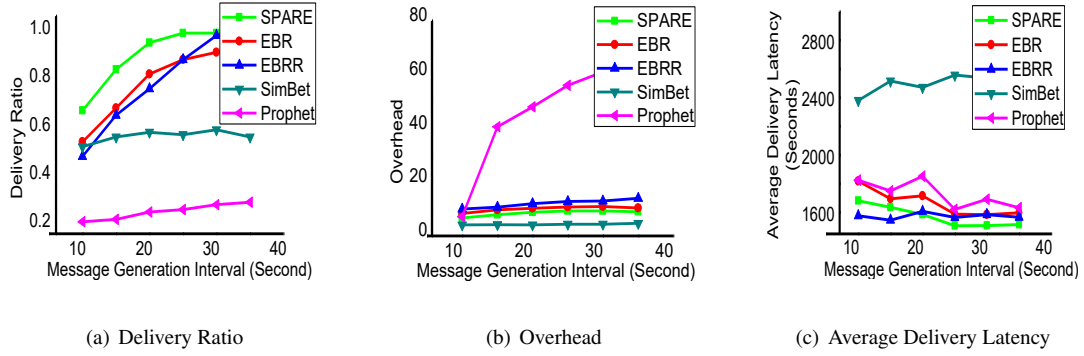 Delivery Ratio
1.0
0.8
0.6
0.4
0.2
10 20 30 40
Message Generation Interval (Second)
SPARE
EBR
EBRR
SimBet
Prophet
(a) Delivery Ratio
Overhead
80
60
40
20
0
10 20 30 40
Message Generation Interval (Second)
SPARE
EBR
EBRR
SimBet
Prophet
(b) Overhead
Average Delivery Latency
(Seconds)
2800
2400
2000
1600
10 20 30 40
Message Generation Interval (Second)
SPARE
EBR
EBRR
SimBet
Prophet
(c) Average Delivery Latency